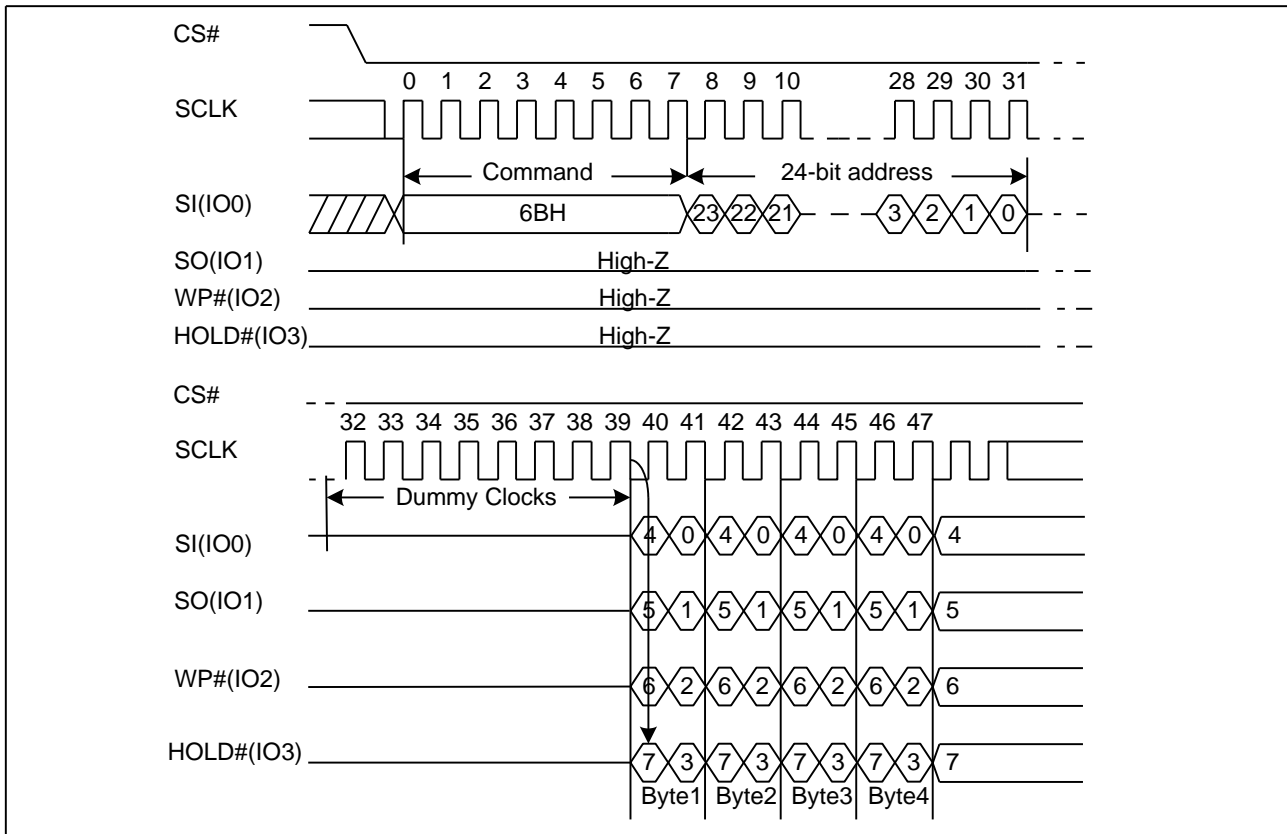 CS#
0 1 2 3 4 5 6 7 8 9 10 28 29 30 31
SCLK
Command 24-bit address
SI(IO0) 6BH 23 22 21 3 2 1 0
SO(IO1) High-Z
WP#(IO2) High-Z
HOLD#(IO3) High-Z
CS#
32 33 34 35 36 37 38 39 40 41 42 43 44 45 46 47
SCLK
Dummy Clocks
SI(IO0) 4 0 4 0 4 0 4 0 4
SO(IO1) 5 1 5 1 5 1 5 1 5
WP#(IO2) 6 2 6 2 6 2 6 2 6
HOLD#(IO3) 7 3 7 3 7 3 7 3 7
Byte1 Byte2 Byte3 Byte4